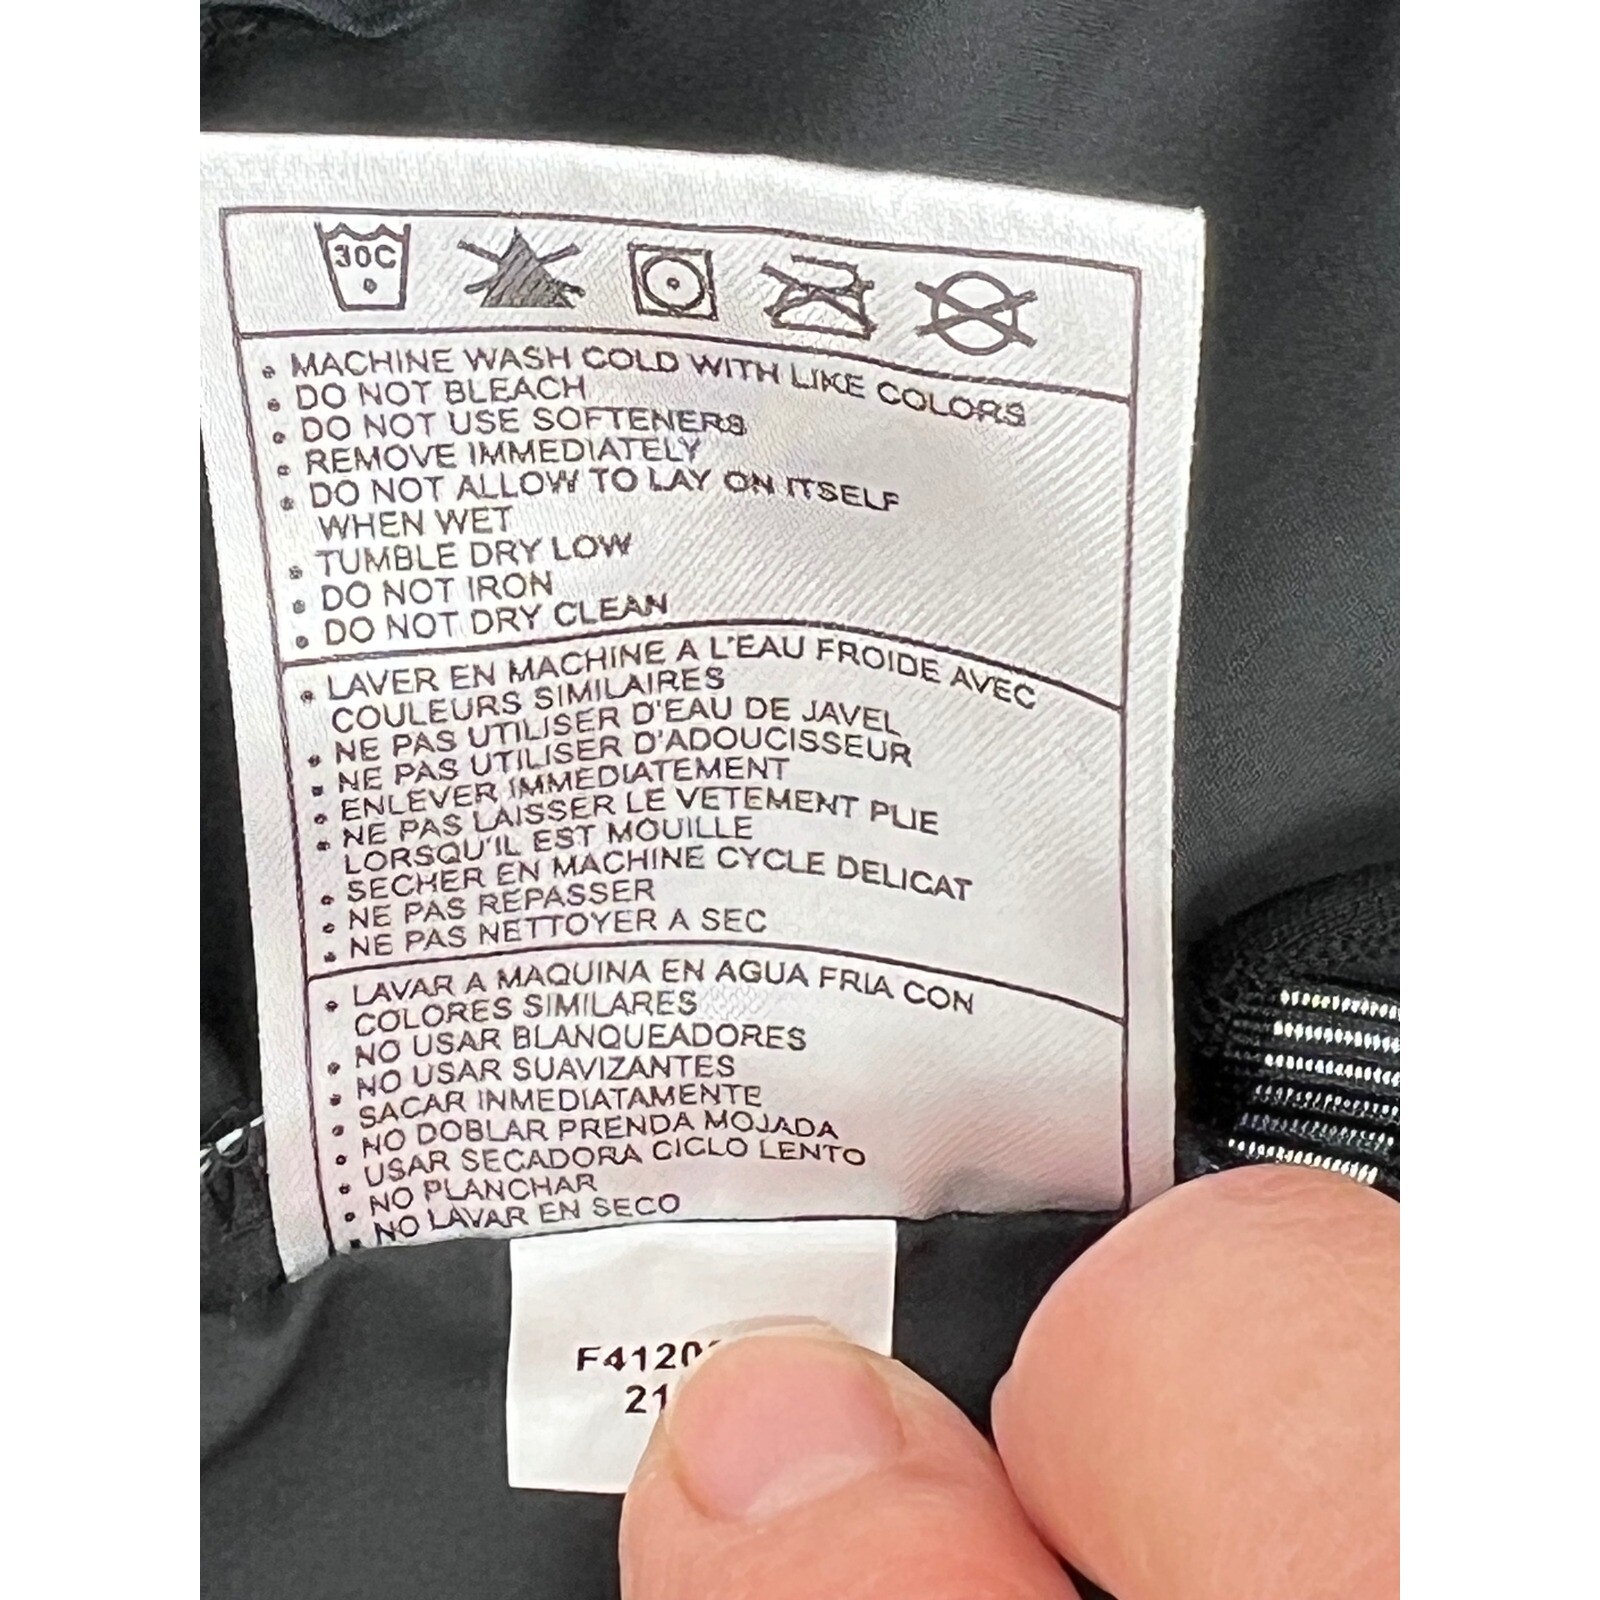 30C
• MACHINE WASH COLD WITH LIKE COLORS
• DO NOT BLEACH
• DO NOT USE SOFTENERS
• REMOVE IMMEDIATELY
• DO NOT ALLOW TO LAY ON ITSELF
WHEN WET
• TUMBLE DRY LOW
• DO NOT IRON
• DO NOT DRY CLEAN
• LAVER EN MACHINE A L'EAU FROIDE AVEC
COULEURS SIMILAIRES
• NE PAS UTILISER D'EAU DE JAVEL
• NE PAS UTILISER D'ADOUCISSEUR
• ENLEVER IMMEDIATEMENT
• NE PAS LAISSER LE VETEMENT PLIE
LORSQU'IL EST MOUILLE
• SECHER EN MACHINE CYCLE DELICAT
• NE PAS REPASSER
• NE PAS NETTOYER A SEC
• LAVAR A MAQUINA EN AGUA FRIA CON
COLORES SIMILARES
• NO USAR BLANQUEADORES
• NO USAR SUAVIZANTES
• SACAR INMEDIATAMENTE
• NO DOBLAR PRENDA MOJADA
• USAR SECADORA CICLO LENTO
• NO PLANCHAR
• NO LAVAR EN SECO
F4120
21